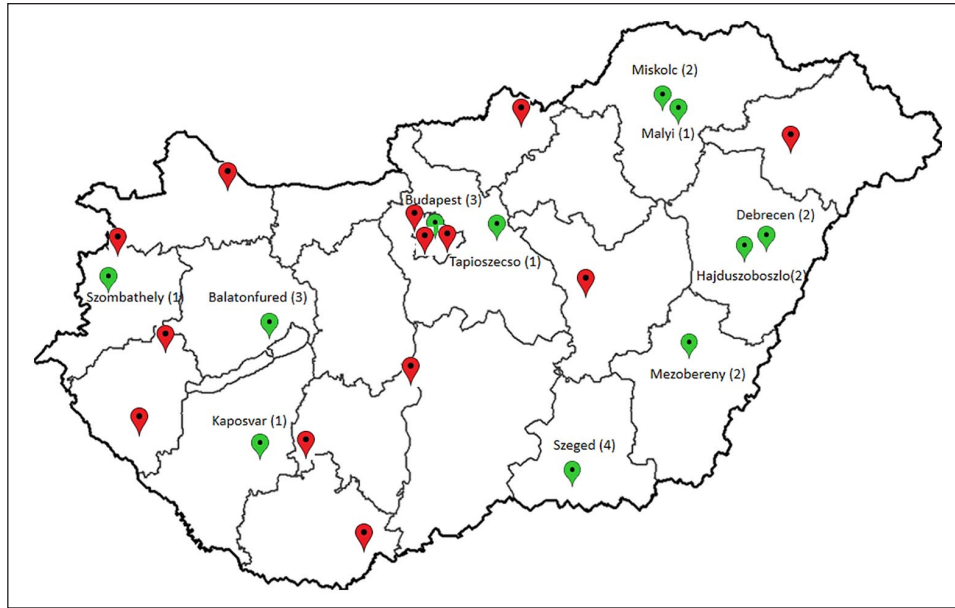 Miskolc (2)
Malyi (1)
Budapest (3)
Debrecen (2)
Tapioszecso (1)
Hajduszoboszlo(2)
Szombathely (1)
Balatonfured (3)
Mezobereny (2)
Kaposvar (1)
Szeged (4)